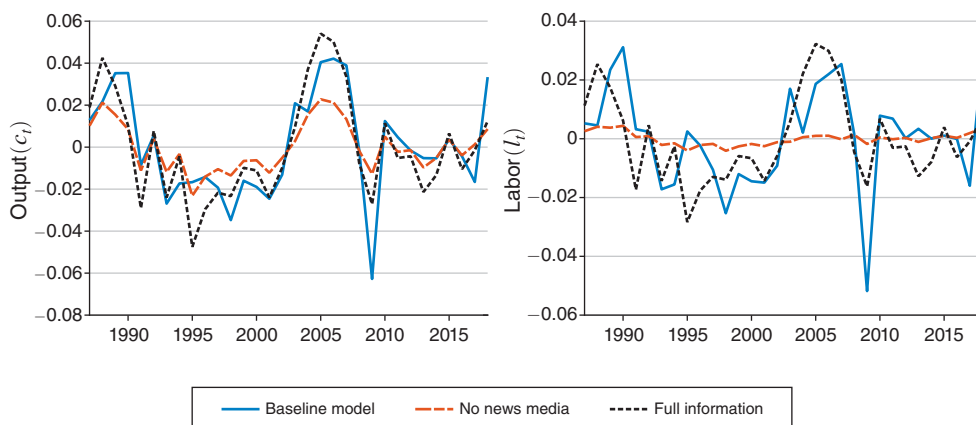 Output (c_t)
0.06
0.04
0.02
0
−0.02
−0.04
−0.06
−0.08
1990 1995 2000 2005 2010 2015
Labor (l_t)
0.04
0.02
0
−0.02
−0.04
−0.06
1990 1995 2000 2005 2010 2015
Baseline model No news media Full information